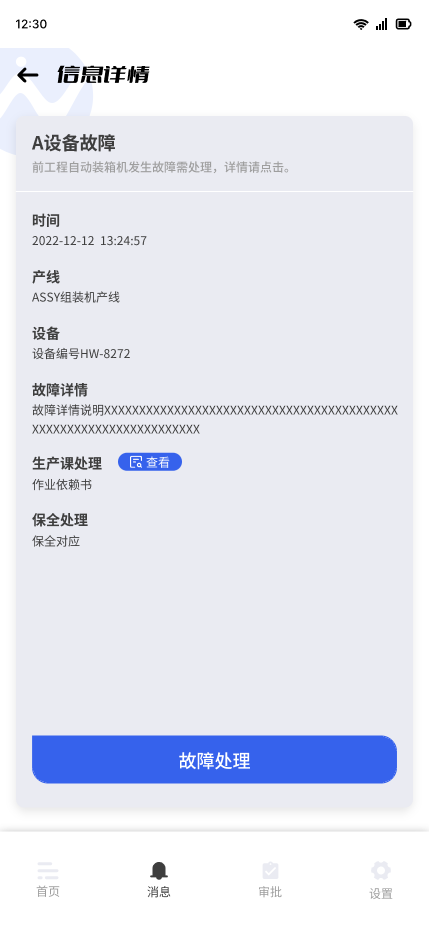 12:30
信息详情
A设备故障
前工程自动装箱机发生故障需处理，详情请点击。
时间
2022-12-12 13:24:57
产线
ASSY组装机产线
设备
设备编号HW-8272
故障详情
故障详情说明XXXXXXXXXXXXXXXXXXXXXXXXXXXXXXXXXXXXXXXXXX
XXXXXXXXXXXXXXXXXXXXXXXX
生产课处理 查看
作业依赖书
保全处理
保全对应
故障处理
首页 消息 审批 设置